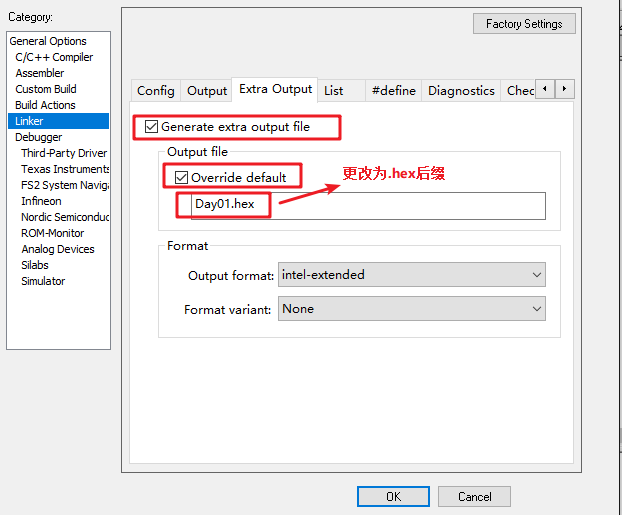 Category:
Factory Settings
General Options
C/C++ Compiler
Assembler
Custom Build
Build Actions
Linker
Debugger
Third-Party Driver
Texas Instruments
FS2 System Naviga
Infineon
Nordic Semiconduc
ROM-Monitor
Analog Devices
Silabs
Simulator
Config Output Extra Output List #define Diagnostics Chec
Generate extra output file
Output file
Override default
更改为.hex后缀
Day01.hex
Format
Output format: intel-extended
Format variant: None
OK Cancel